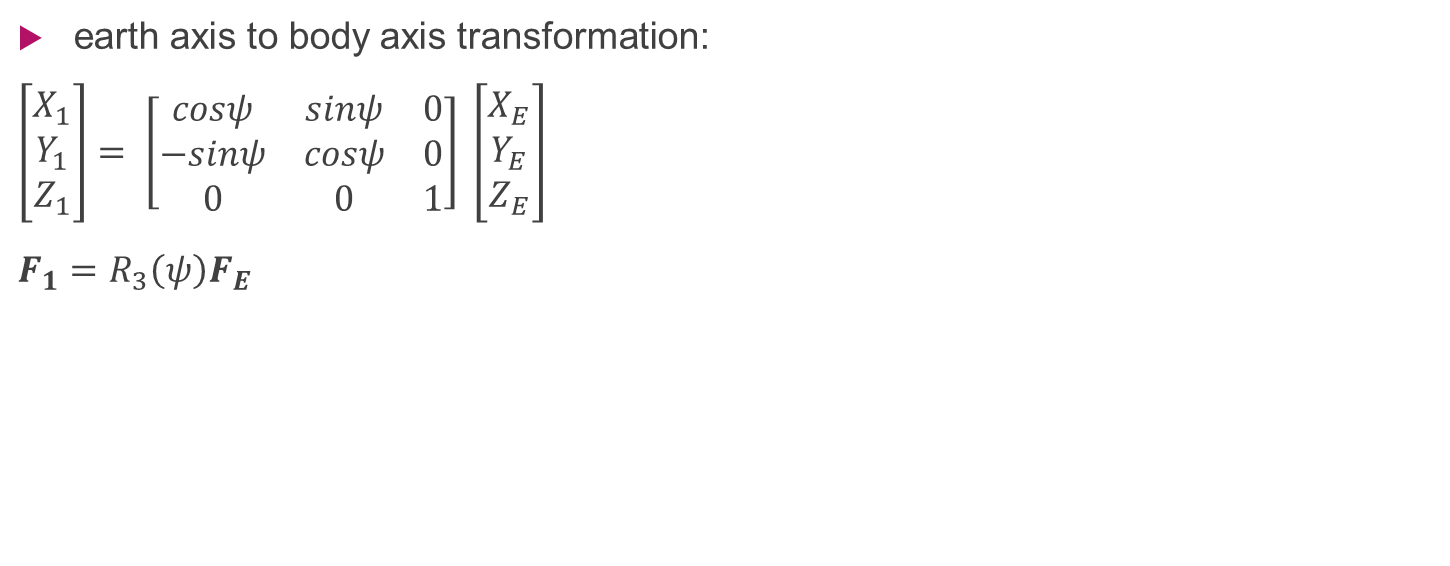 ▶ earth axis to body axis transformation:
[X₁ Y₁ Z₁] = [cosψ sinψ 0
−sinψ cosψ 0
0 0 1] [X_E Y_E Z_E]
𝑭₁ = R₃(ψ)𝑭_E